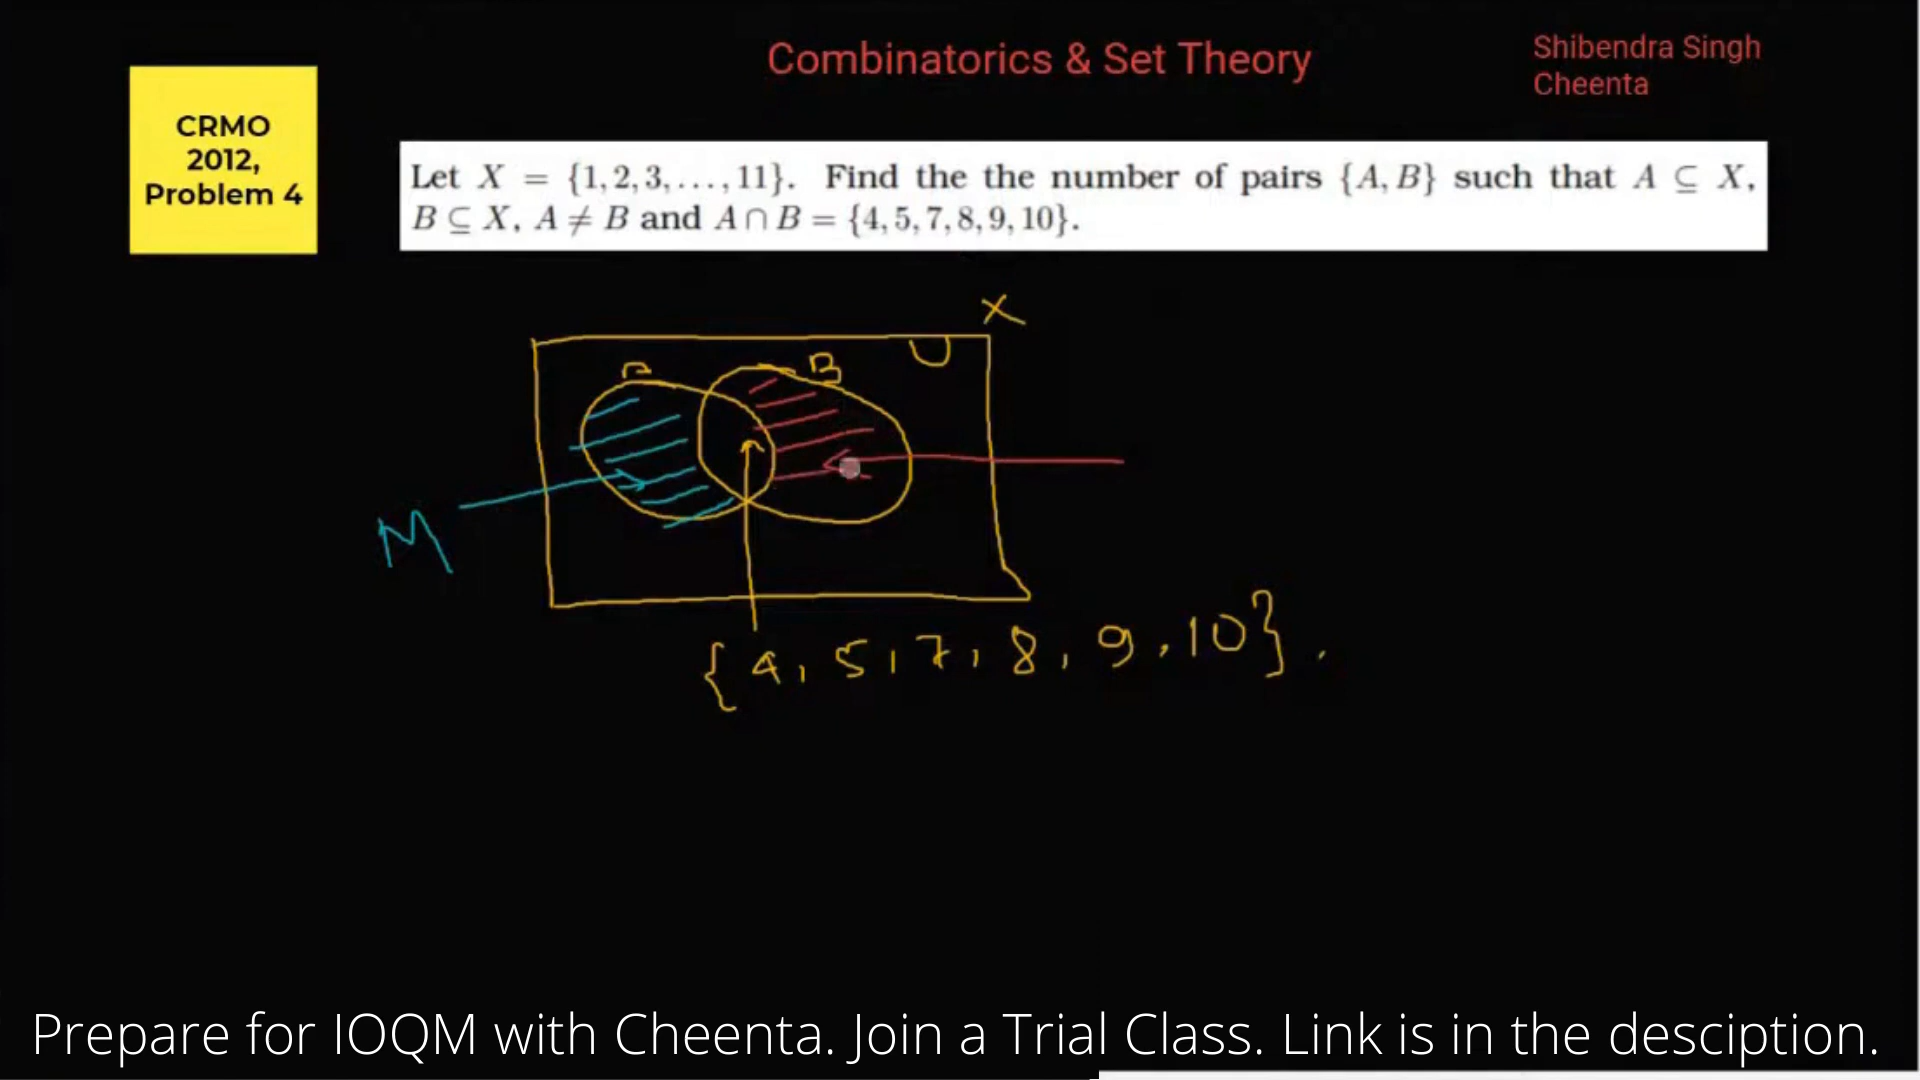 Combinatorics & Set Theory
Shibendra Singh
Cheenta
CRMO
2012,
Problem 4
Let X = {1, 2, 3, . . . , 11}. Find the the number of pairs {A, B} such that A ⊆ X,
B ⊆ X, A ≠ B and A ∩ B = {4, 5, 7, 8, 9, 10}.
X
A B U
M
{4, 5, 7, 8, 9, 10}.
Prepare for IOQM with Cheenta. Join a Trial Class. Link is in the desciption.